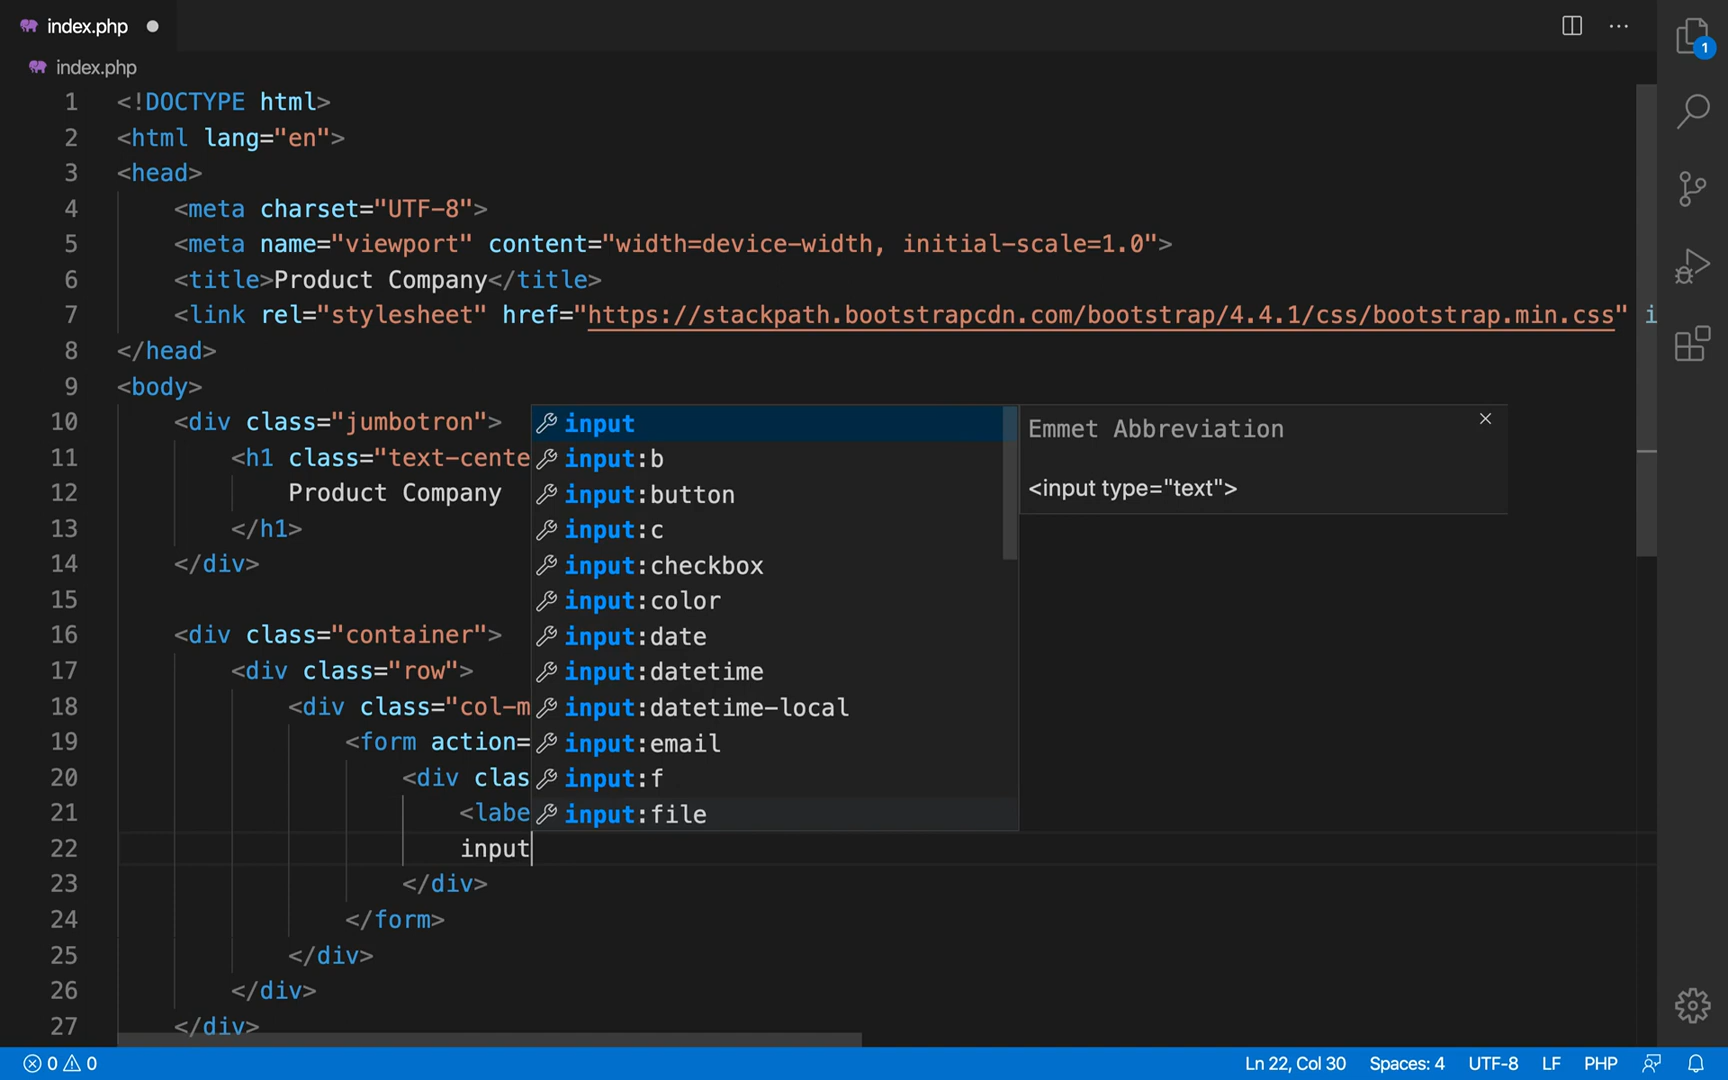 index.php
index.php
1 <!DOCTYPE html>
2 <html lang="en">
3 <head>
4 <meta charset="UTF-8">
5 <meta name="viewport" content="width=device-width, initial-scale=1.0">
6 <title>Product Company</title>
7 <link rel="stylesheet" href="https://stackpath.bootstrapcdn.com/bootstrap/4.4.1/css/bootstrap.min.css" i
8 </head>
9 <body>
10 <div class="jumbotron">
11 <h1 class="text-cente
12 Product Company
13 </h1>
14 </div>
15
16 <div class="container">
17 <div class="row">
18 <div class="col-m
19 <form action=
20 <div clas
21 <labe
22 input
23 </div>
24 </form>
25 </div>
26 </div>
27 </div>
input
input:b
input:button
input:c
input:checkbox
input:color
input:date
input:datetime
input:datetime-local
input:email
input:f
input:file
Emmet Abbreviation
<input type="text">
1
0 0
Ln 22, Col 30 Spaces: 4 UTF-8 LF PHP